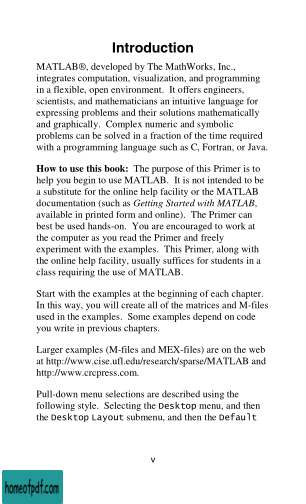 Introduction
MATLAB®, developed by The MathWorks, Inc.,
integrates computation, visualization, and programming
in a flexible, open environment.  It offers engineers,
scientists, and mathematicians an intuitive language for
expressing problems and their solutions mathematically
and graphically.  Complex numeric and symbolic
problems can be solved in a fraction of the time required
with a programming language such as C, Fortran, or Java.
How to use this book:  The purpose of this Primer is to
help you begin to use MATLAB.  It is not intended to be
a substitute for the online help facility or the MATLAB
documentation (such as Getting Started with MATLAB,
available in printed form and online).  The Primer can
best be used hands-on.  You are encouraged to work at
the computer as you read the Primer and freely
experiment with the examples.  This Primer, along with
the online help facility, usually suffices for students in a
class requiring the use of MATLAB.
Start with the examples at the beginning of each chapter.
In this way, you will create all of the matrices and M-files
used in the examples.  Some examples depend on code
you write in previous chapters.
Larger examples (M-files and MEX-files) are on the web
at http://www.cise.ufl.edu/research/sparse/MATLAB and
http://www.crcpress.com.
Pull-down menu selections are described using the
following style.  Selecting the Desktop menu, and then
the Desktop Layout submenu, and then the Default
v
homeofpdf.com